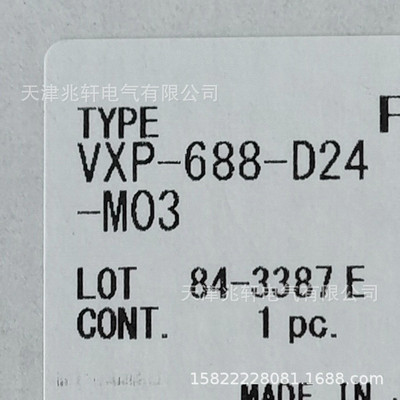 天津兆轩电气有限公司
TYPE
VXP-688-D24
-M03
LOT 84-3387E
天津兆轩电气有限公司
CONT. 1 pc.
15822228081.1688.com
MADE IN